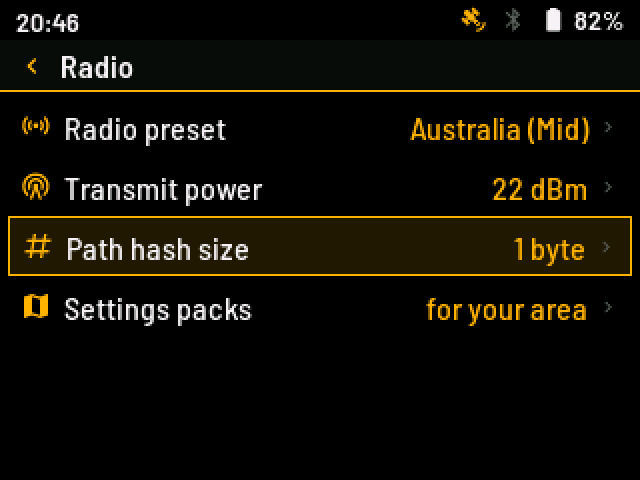 20:46
82%
Radio
Radio preset Australia (Mid)
Transmit power 22 dBm
Path hash size 1 byte
Settings packs for your area